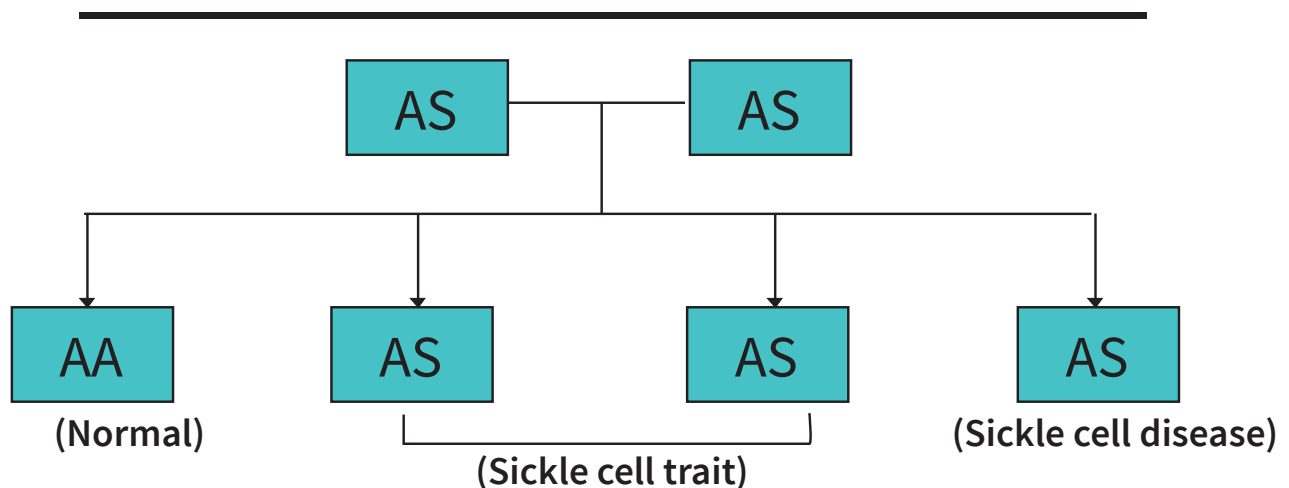 AS AS
AA AS AS AS
(Normal) (Sickle cell disease)
(Sickle cell trait)